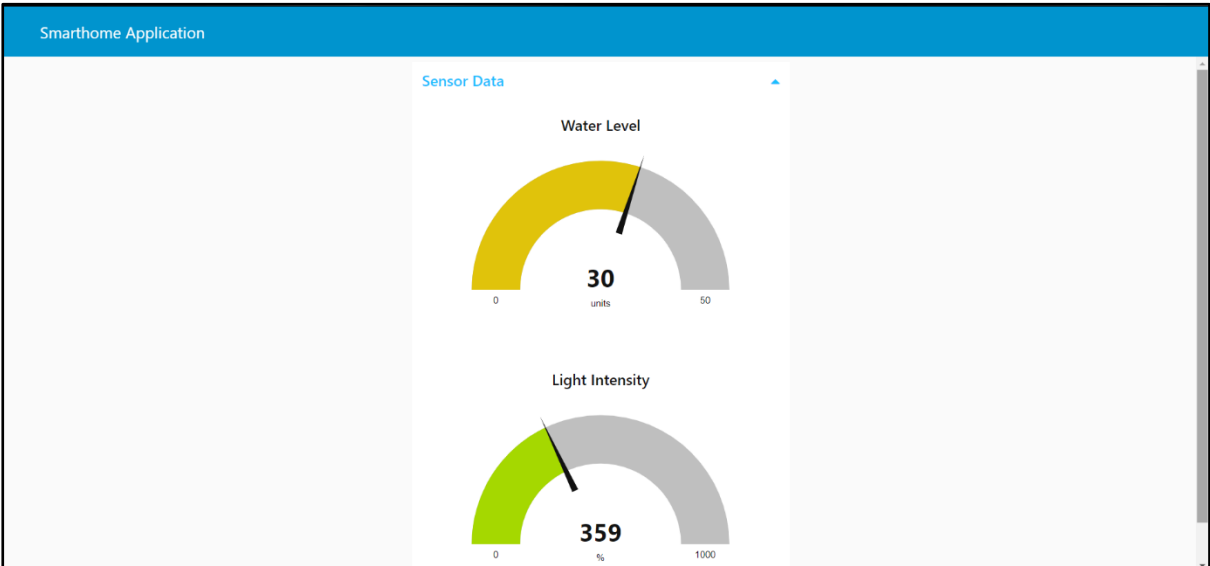 Smarthome Application
Sensor Data
Water Level
30
units
0
50
Light Intensity
359
%
0
1000